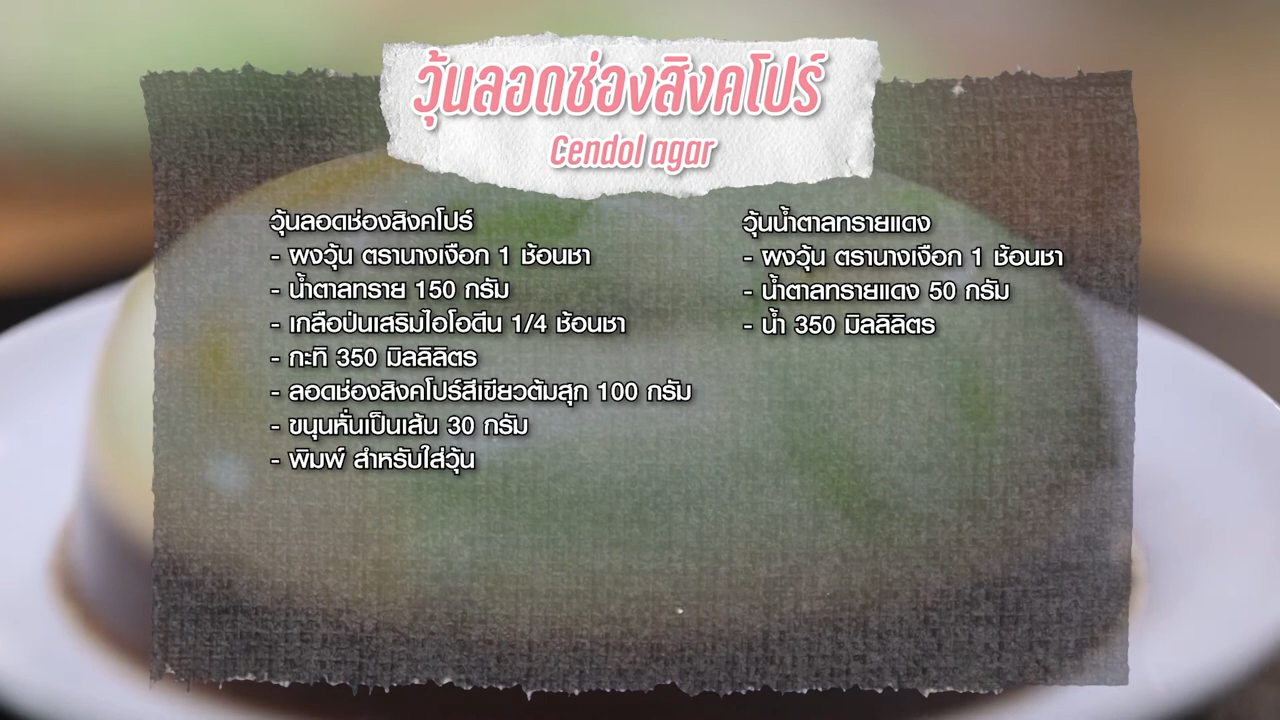 วุ้นลอดช่องสิงคโปร์
Cendol agar
วุ้นลอดช่องสิงคโปร์
- ผงวุ้น ตรานางเงือก 1 ช้อนชา
- น้ำตาลทราย 150 กรัม
- เกลือป่นเสริมไอโอดีน 1/4 ช้อนชา
- กะทิ 350 มิลลิลิตร
- ลอดช่องสิงคโปร์สีเขียวต้มสุก 100 กรัม
- ขนุนหั่นเป็นเส้น 30 กรัม
- พิมพ์ สำหรับใส่วุ้น
วุ้นน้ำตาลทรายแดง
- ผงวุ้น ตรานางเงือก 1 ช้อนชา
- น้ำตาลทรายแดง 50 กรัม
- น้ำ 350 มิลลิลิตร